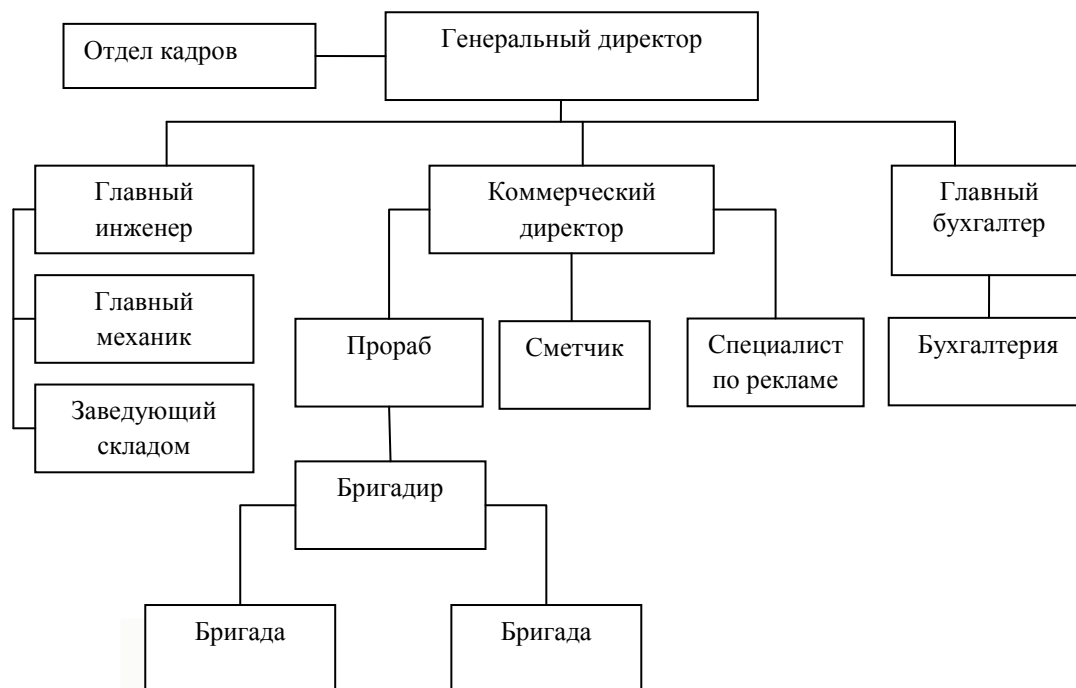 Отдел кадров
Генеральный директор
Главный
инженер
Коммерческий
директор
Главный
бухгалтер
Главный
механик
Прораб
Сметчик
Специалист
по рекламе
Бухгалтерия
Заведующий
складом
Бригадир
Бригада
Бригада